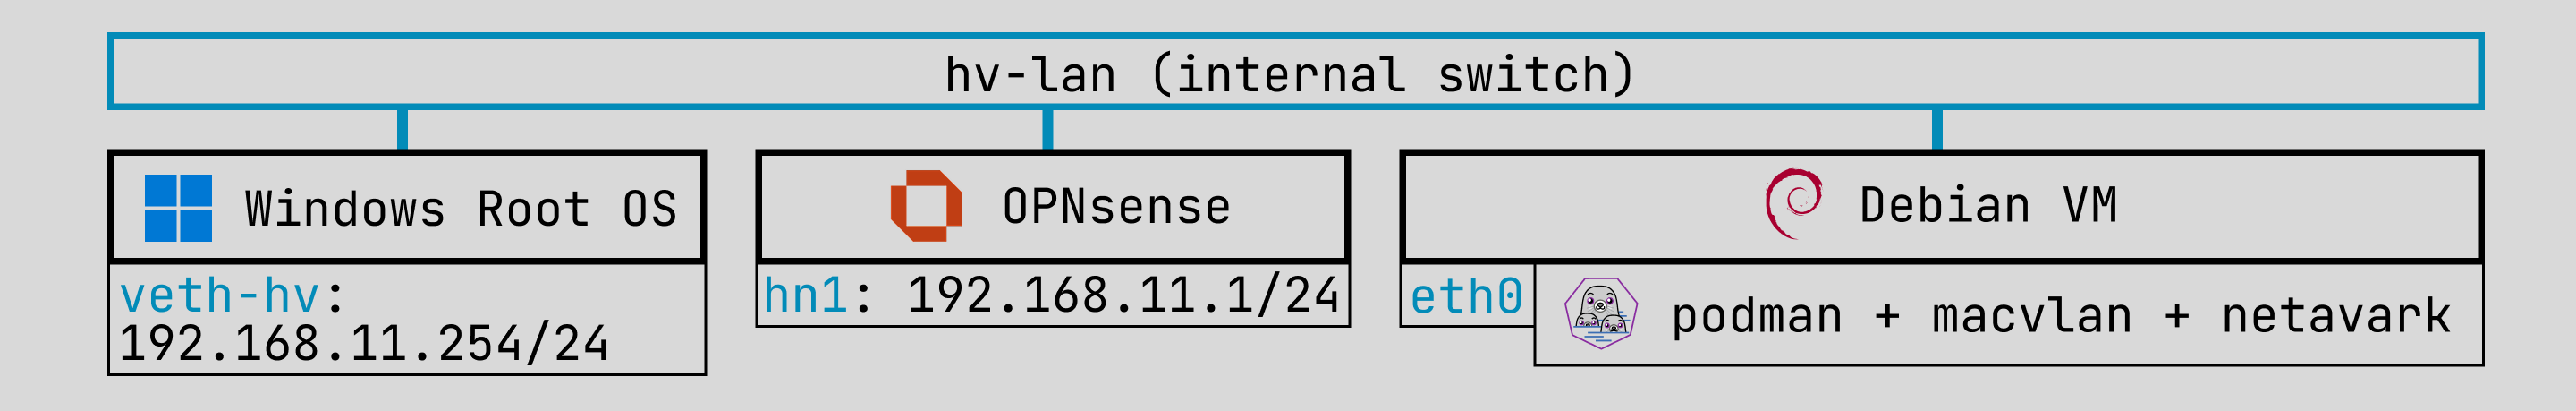 hv-lan (internal switch)
Windows Root OS
veth-hv:
192.168.11.254/24
OPNsense
hn1: 192.168.11.1/24
Debian VM
eth0
podman + macvlan + netavark